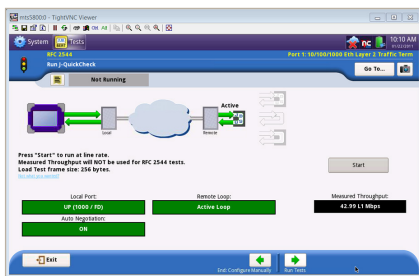 mts5800:0 - TightVNC Viewer
System
Tests
nc
10:10 AM
RFC 2544
Port 1: 10/100/1000 Eth Layer 2 Traffic Term
Run J-QuickCheck
Go To...
Not Running
Active
Local
Remote
Press "Start" to run at line rate.
Measured Throughput will NOT be used for RFC 2544 tests.
Load Test frame size: 256 bytes.
Start
Local Port:
Remote Loop:
Measured Throughput:
UP (1000 / FD)
Active Loop
42.99 L1 Mbps
Auto Negotiation:
ON
Exit
End: Configure Manually
Run Tests